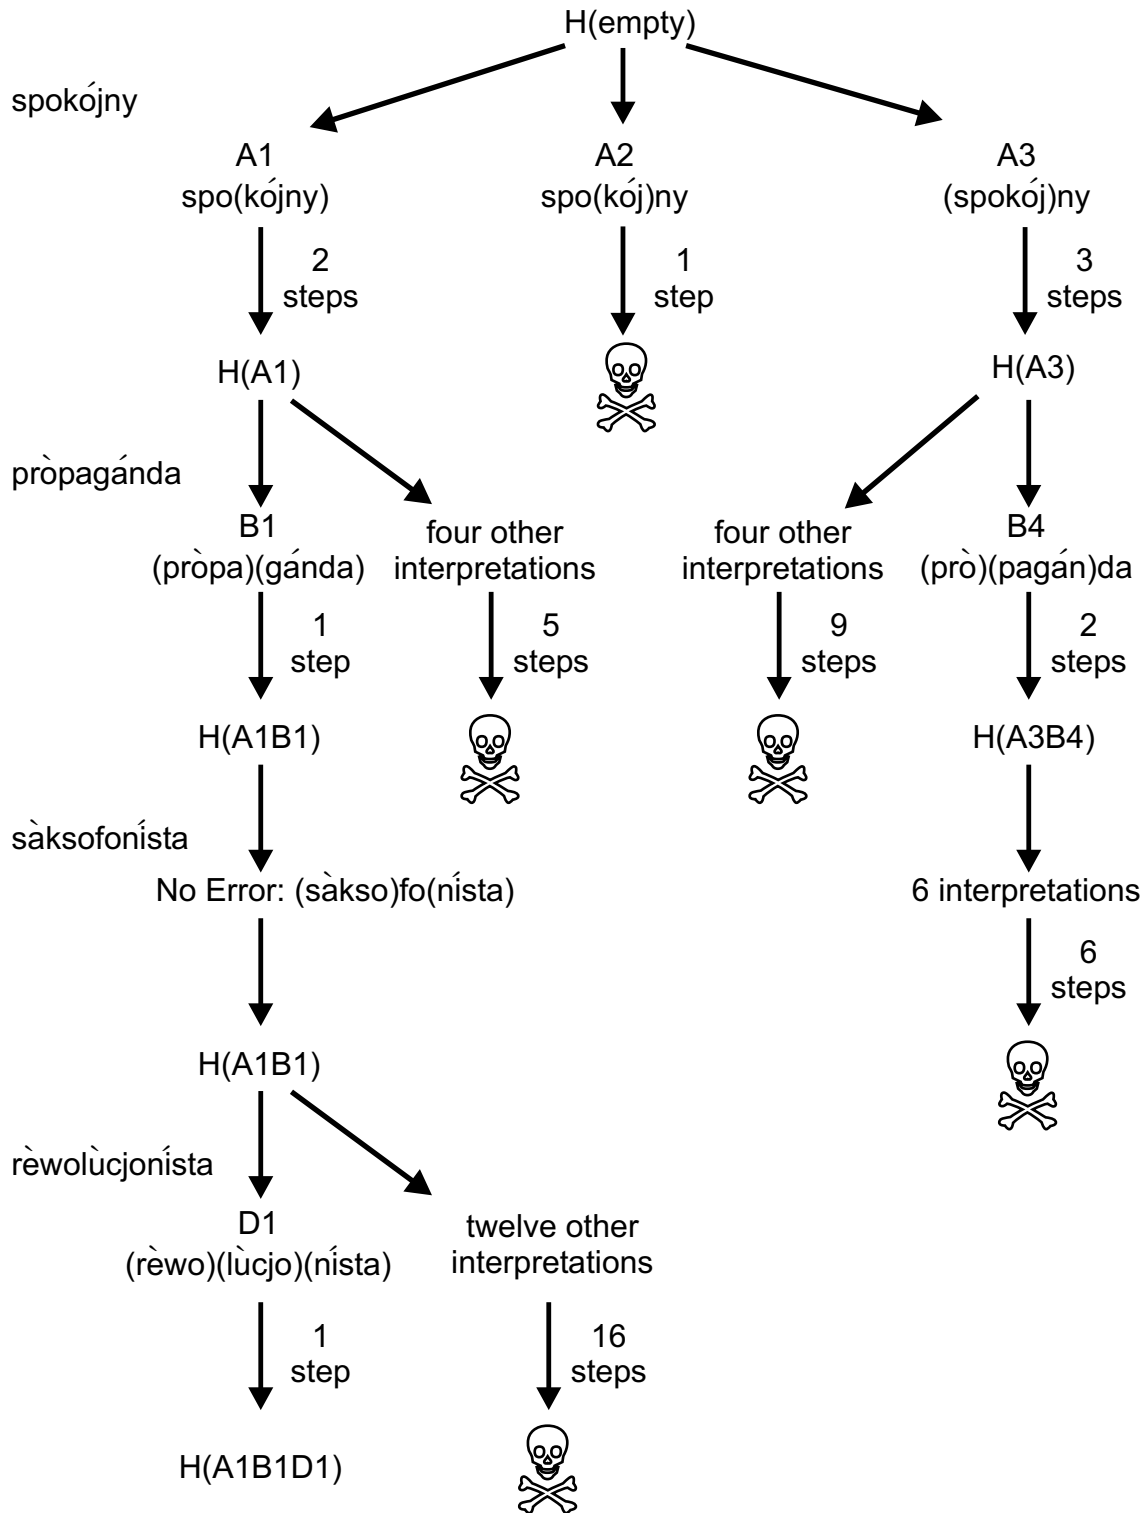 H(empty)
spokójny
A1 A2 A3
spo(kójny) spo(kój)ny (spokój)ny
2 1 3
steps step steps
H(A1) H(A3)
pròpagánda
B1 four other four other B4
(pròpa)(gánda) interpretations interpretations (prò)(pagán)da
1 5 9 2
step steps steps steps
H(A1B1) H(A3B4)
sàksofonísta
No Error: (sàkso)fo(nísta) 6 interpretations
6
steps
H(A1B1)
rèwolùcjonísta
D1 twelve other
(rèwo)(lùcjo)(nísta) interpretations
1 16
step steps
H(A1B1D1)